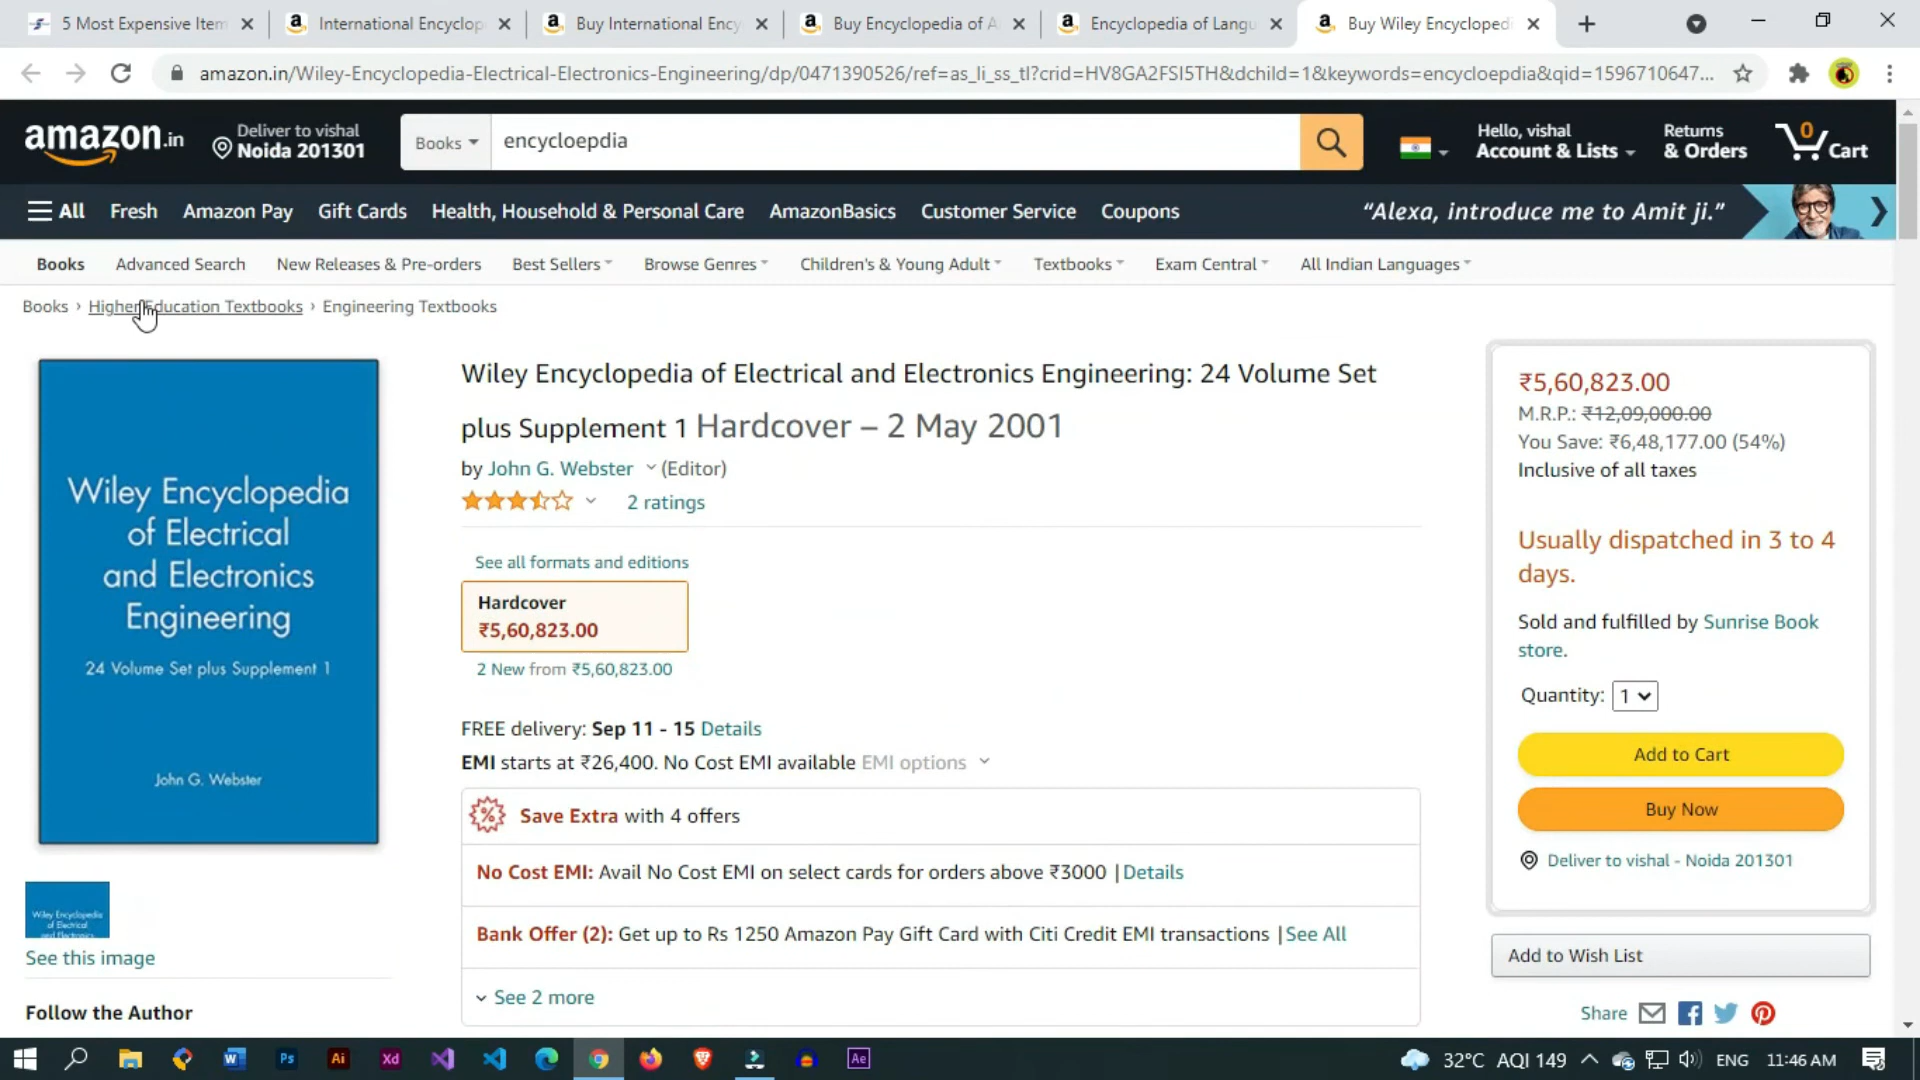 5 Most Expensive Item
International Encyclop
Buy International Ency
Buy Encyclopedia of A
Encyclopedia of Langu
Buy Wiley Encycloped
amazon.in/Wiley-Encyclopedia-Electrical-Electronics-Engineering/dp/0471390526/ref=as_li_ss_tl?crid=HV8GA2FSI5TH&dchild=1&keywords=encycloepdia&qid=1596710647...
amazon.in
Deliver to vishal
Noida 201301
Books
encycloepdia
Hello, vishal
Account & Lists
Returns
& Orders
0
Cart
All
Fresh
Amazon Pay
Gift Cards
Health, Household & Personal Care
AmazonBasics
Customer Service
Coupons
“Alexa, introduce me to Amit ji.”
Books
Advanced Search
New Releases & Pre-orders
Best Sellers
Browse Genres
Children's & Young Adult
Textbooks
Exam Central
All Indian Languages
Books › Higher Education Textbooks › Engineering Textbooks
Wiley Encyclopedia
of Electrical
and Electronics
Engineering
24 Volume Set plus Supplement 1
John G. Webster
Wiley Encyclopedia
of Electrical
and Electronics
See this image
Follow the Author
Wiley Encyclopedia of Electrical and Electronics Engineering: 24 Volume Set
plus Supplement 1 Hardcover – 2 May 2001
by John G. Webster (Editor)
2 ratings
See all formats and editions
Hardcover
₹5,60,823.00
2 New from ₹5,60,823.00
FREE delivery: Sep 11 - 15 Details
EMI starts at ₹26,400. No Cost EMI available EMI options
% Save Extra with 4 offers
No Cost EMI: Avail No Cost EMI on select cards for orders above ₹3000 | Details
Bank Offer (2): Get up to Rs 1250 Amazon Pay Gift Card with Citi Credit EMI transactions | See All
See 2 more
₹5,60,823.00
M.R.P.: ₹12,09,000.00
You Save: ₹6,48,177.00 (54%)
Inclusive of all taxes
Usually dispatched in 3 to 4
days.
Sold and fulfilled by Sunrise Book
store.
Quantity: 1
Add to Cart
Buy Now
Deliver to vishal - Noida 201301
Add to Wish List
Share
W
Ps
Ai
Xd
Ae
32°C AQI 149
ENG
11:46 AM